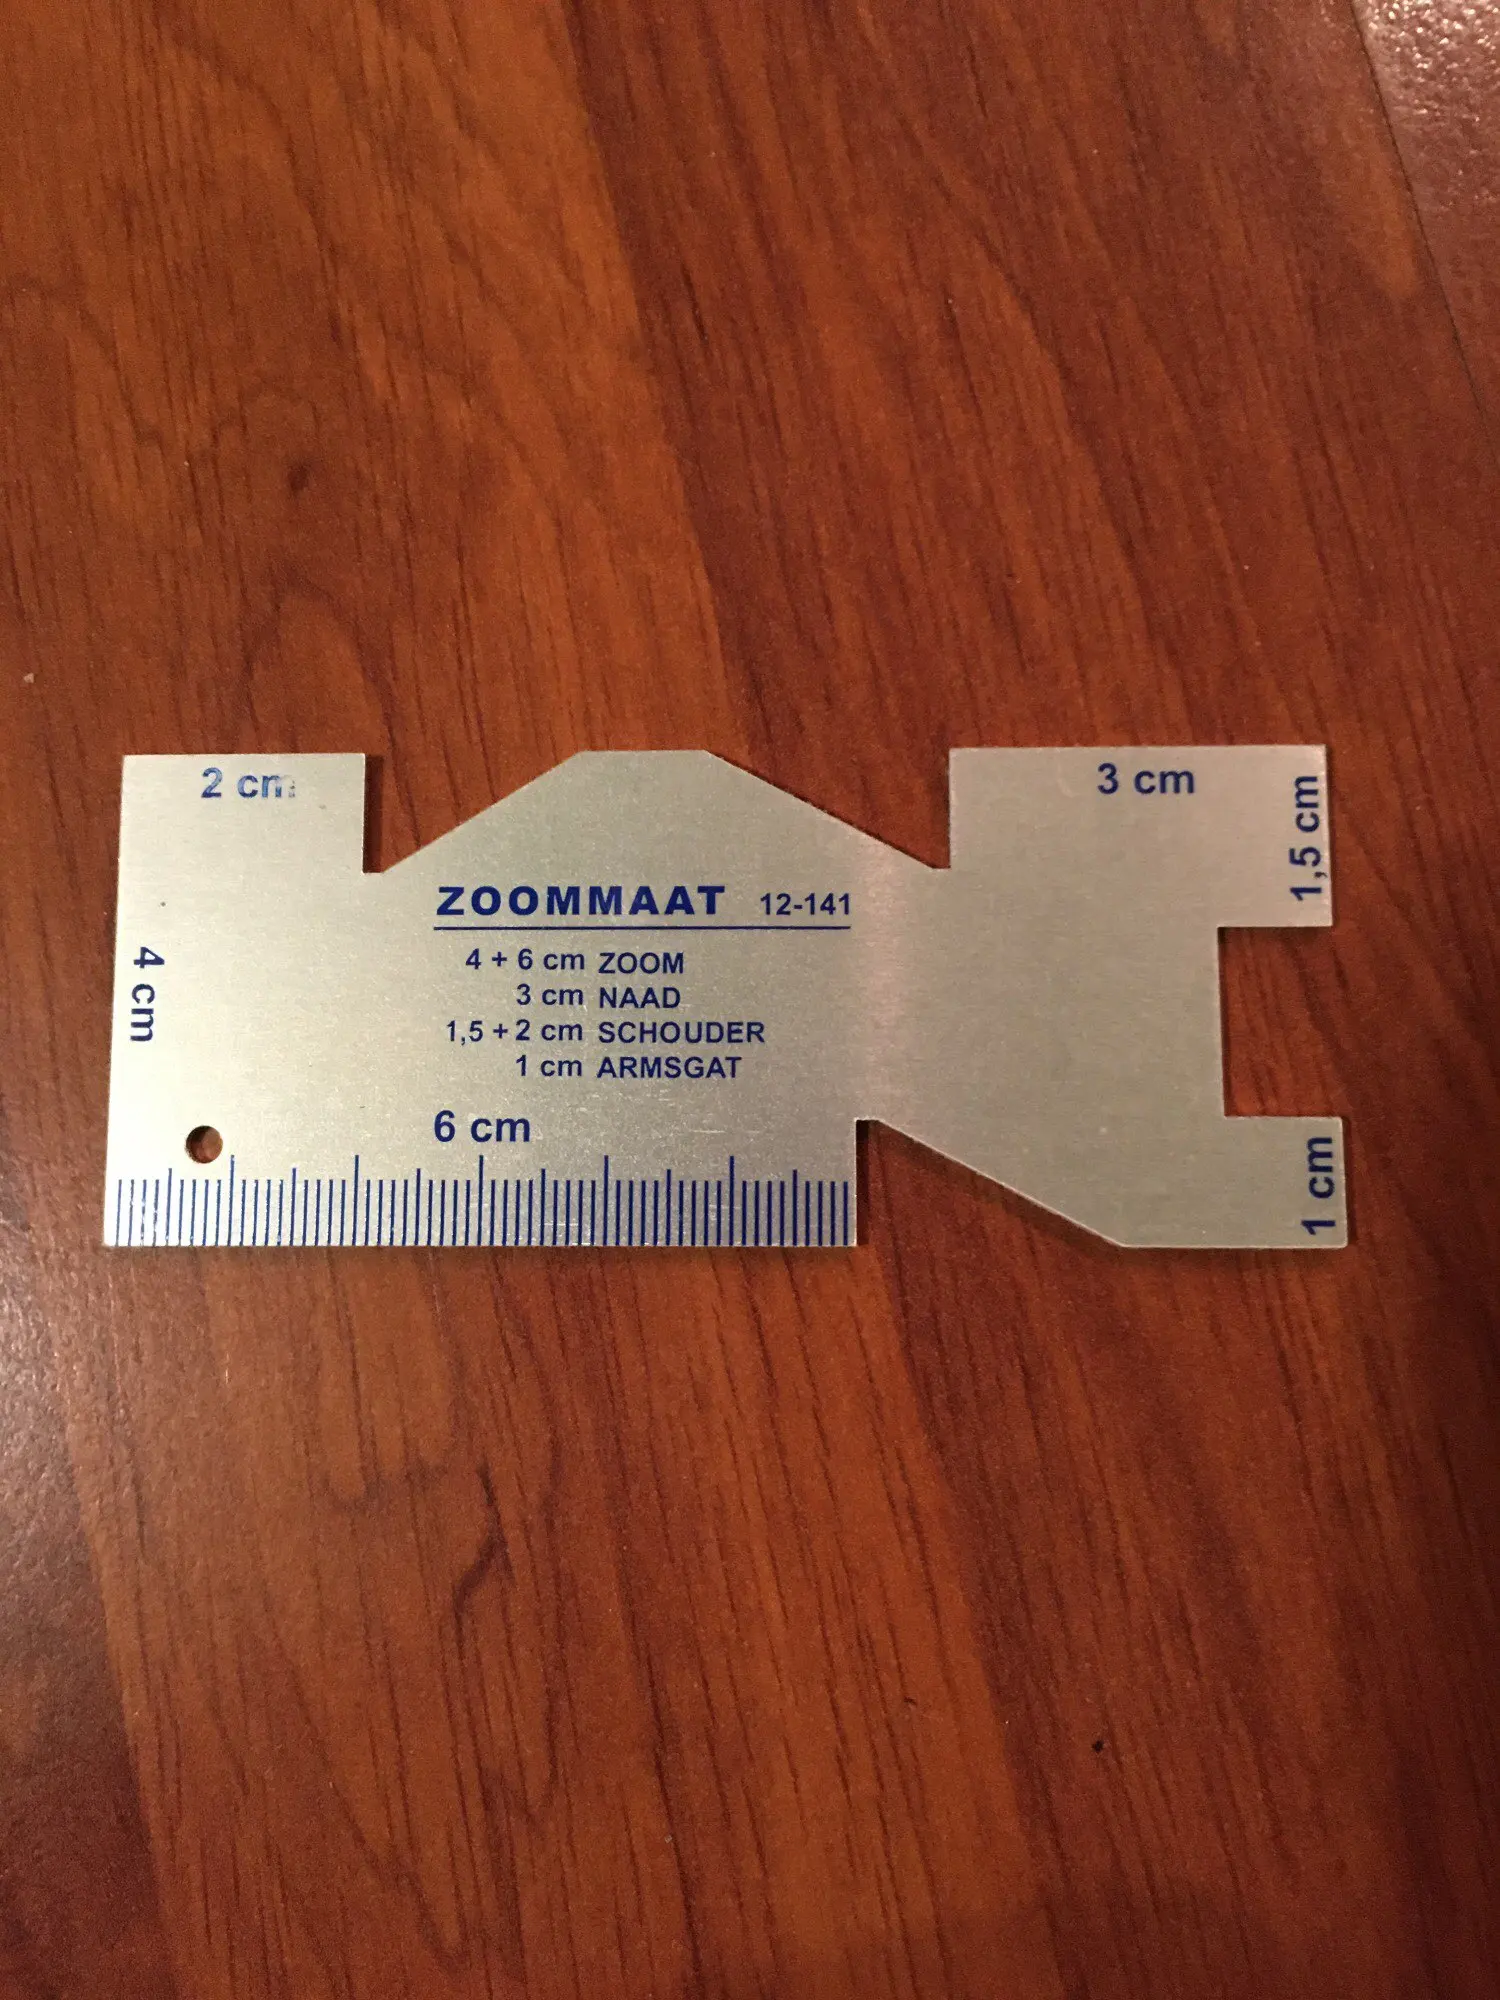 2 cm
3 cm
1,5 cm
ZOOMMAAT 12-141
4 + 6 cm ZOOM
3 cm NAAD
1,5 + 2 cm SCHOUDER
1 cm ARMSGAT
4 cm
6 cm
1 cm